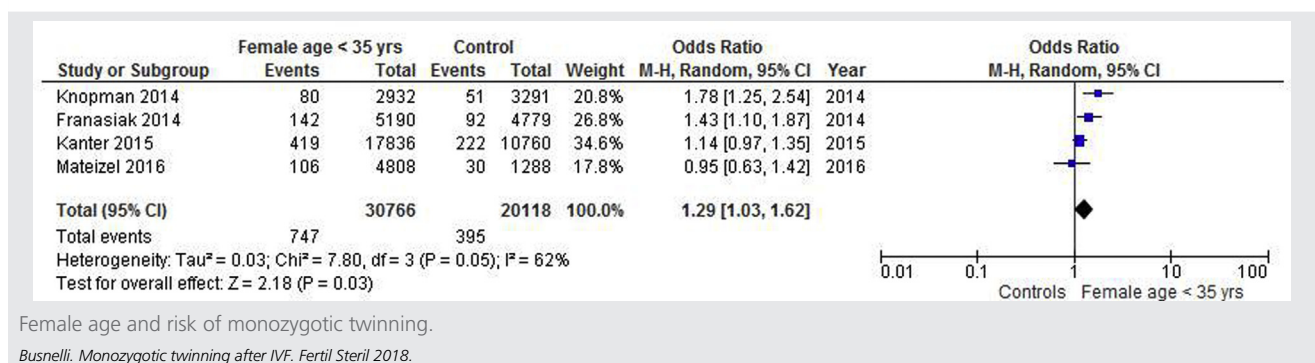 Female age < 35 yrs Control Odds Ratio Odds Ratio
Study or Subgroup Events Total Events Total Weight M-H, Random, 95% CI Year M-H, Random, 95% CI
Knopman 2014 80 2932 51 3291 20.8% 1.78 [1.25, 2.54] 2014
Franasiak 2014 142 5190 92 4779 26.8% 1.43 [1.10, 1.87] 2014
Kanter 2015 419 17836 222 10760 34.6% 1.14 [0.97, 1.35] 2015
Mateizel 2016 106 4808 30 1288 17.8% 0.95 [0.63, 1.42] 2016
Total (95% CI) 30766 20118 100.0% 1.29 [1.03, 1.62]
Total events 747 395
Heterogeneity: Tau² = 0.03; Chi² = 7.80, df = 3 (P = 0.05); I² = 62%
Test for overall effect: Z = 2.18 (P = 0.03)
0.01 0.1 1 10 100
Controls Female age < 35 yrs
Female age and risk of monozygotic twinning.
Busnelli. Monozygotic twinning after IVF. Fertil Steril 2018.